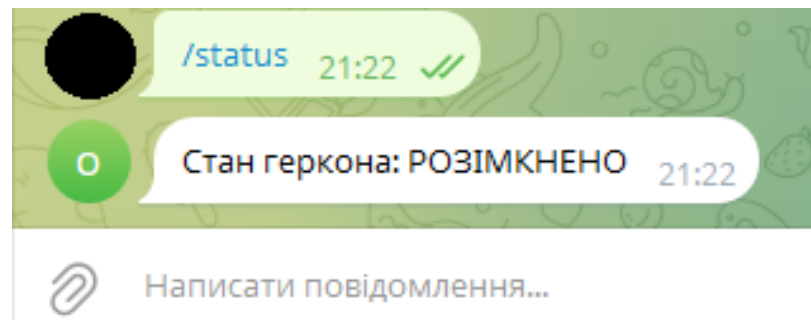 /status 21:22
О
Стан геркона: РОЗІМКНЕНО 21:22
Написати повідомлення...